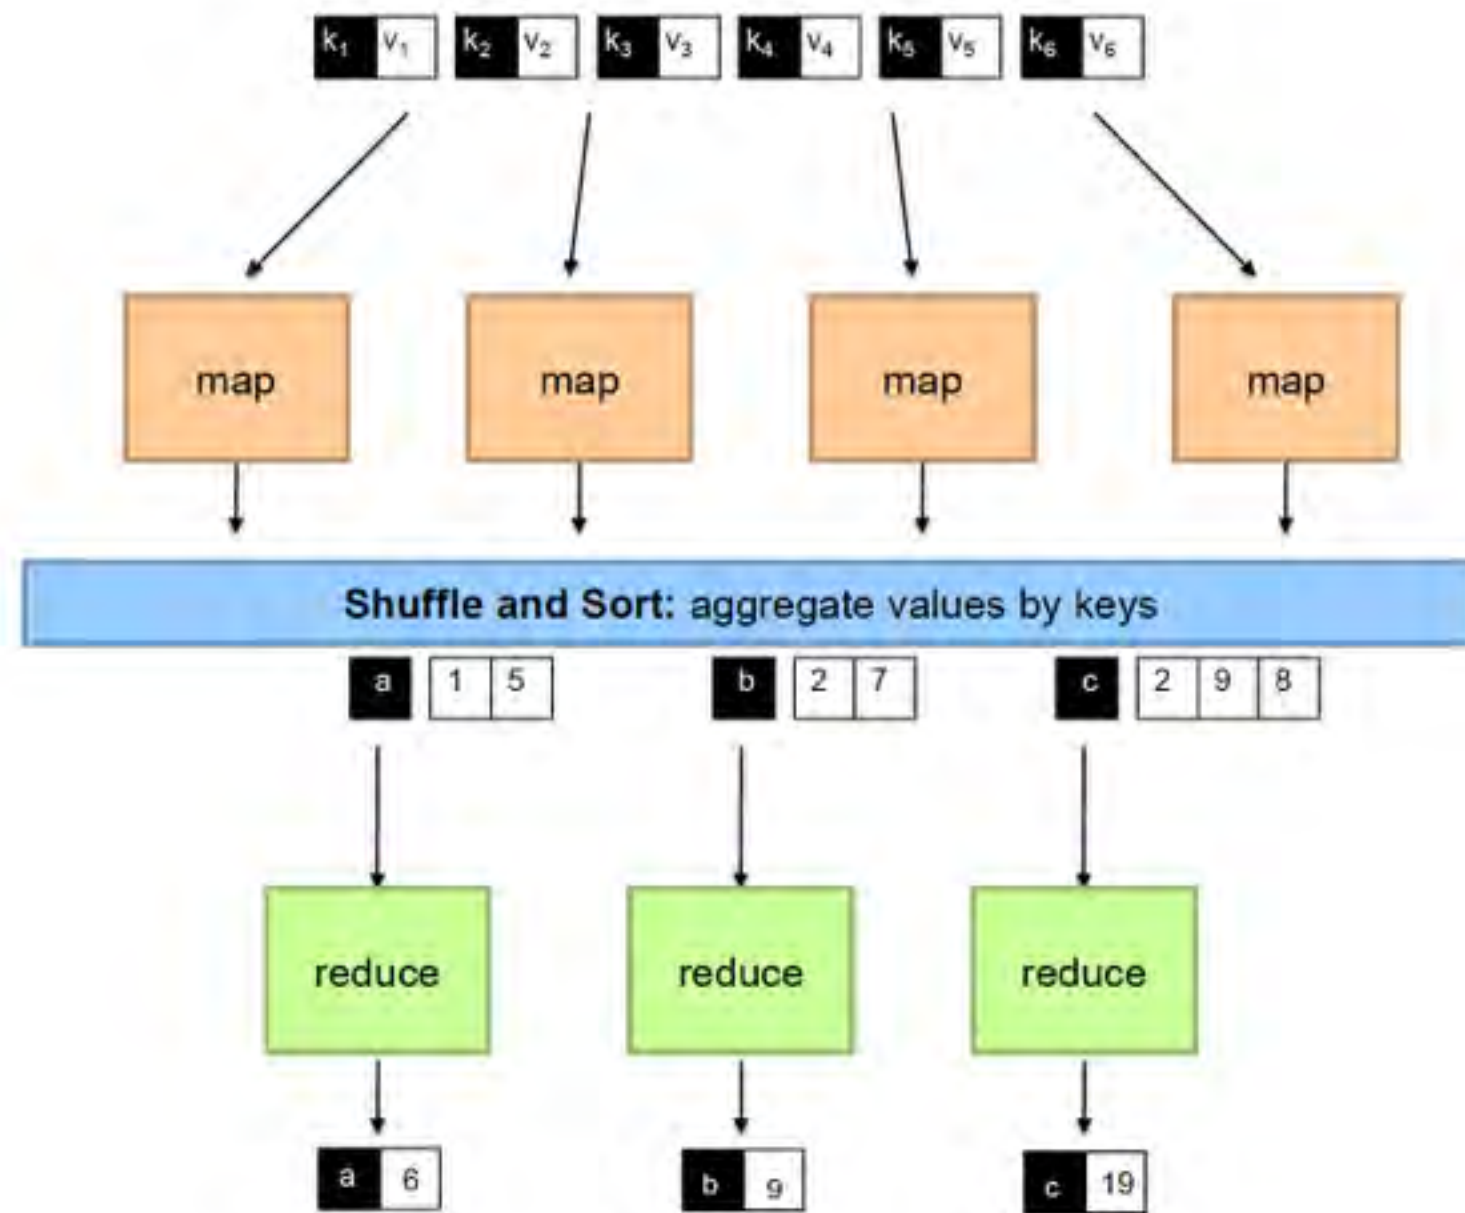 k₁ v₁ k₂ v₂ k₃ v₃ k₄ v₄ k₅ v₅ k₆ v₆
map map map map
Shuffle and Sort: aggregate values by keys
a 1 5 b 2 7 c 2 9 8
reduce reduce reduce
a 6 b 9 c 19